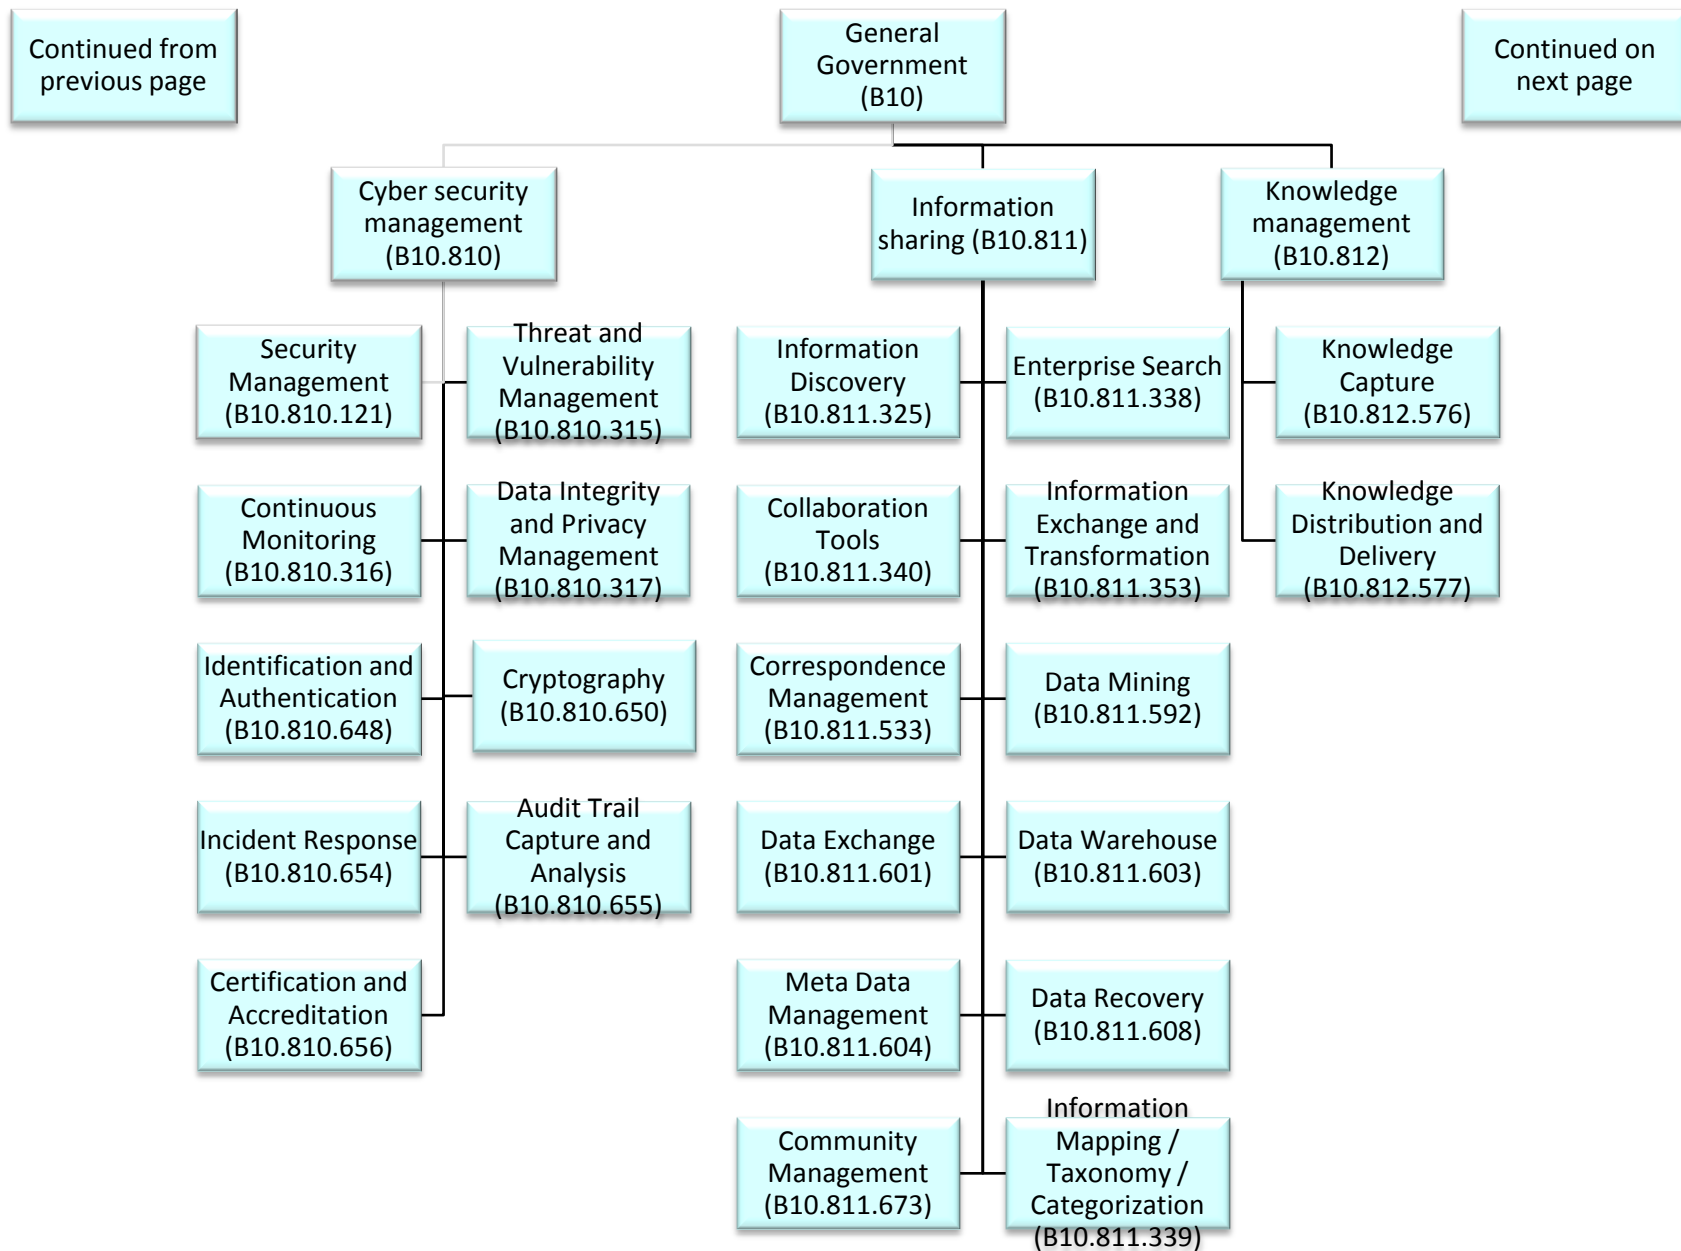 Continued from
previous page
General
Government
(B10)
Continued on
next page
Cyber security
management
(B10.810)
Information
sharing (B10.811)
Knowledge
management
(B10.812)
Security
Management
(B10.810.121)
Threat and
Vulnerability
Management
(B10.810.315)
Information
Discovery
(B10.811.325)
Enterprise Search
(B10.811.338)
Knowledge
Capture
(B10.812.576)
Continuous
Monitoring
(B10.810.316)
Data Integrity
and Privacy
Management
(B10.810.317)
Collaboration
Tools
(B10.811.340)
Information
Exchange and
Transformation
(B10.811.353)
Knowledge
Distribution and
Delivery
(B10.812.577)
Identification and
Authentication
(B10.810.648)
Cryptography
(B10.810.650)
Correspondence
Management
(B10.811.533)
Data Mining
(B10.811.592)
Incident Response
(B10.810.654)
Audit Trail
Capture and
Analysis
(B10.810.655)
Data Exchange
(B10.811.601)
Data Warehouse
(B10.811.603)
Certification and
Accreditation
(B10.810.656)
Meta Data
Management
(B10.811.604)
Data Recovery
(B10.811.608)
Community
Management
(B10.811.673)
Information
Mapping /
Taxonomy /
Categorization
(B10.811.339)